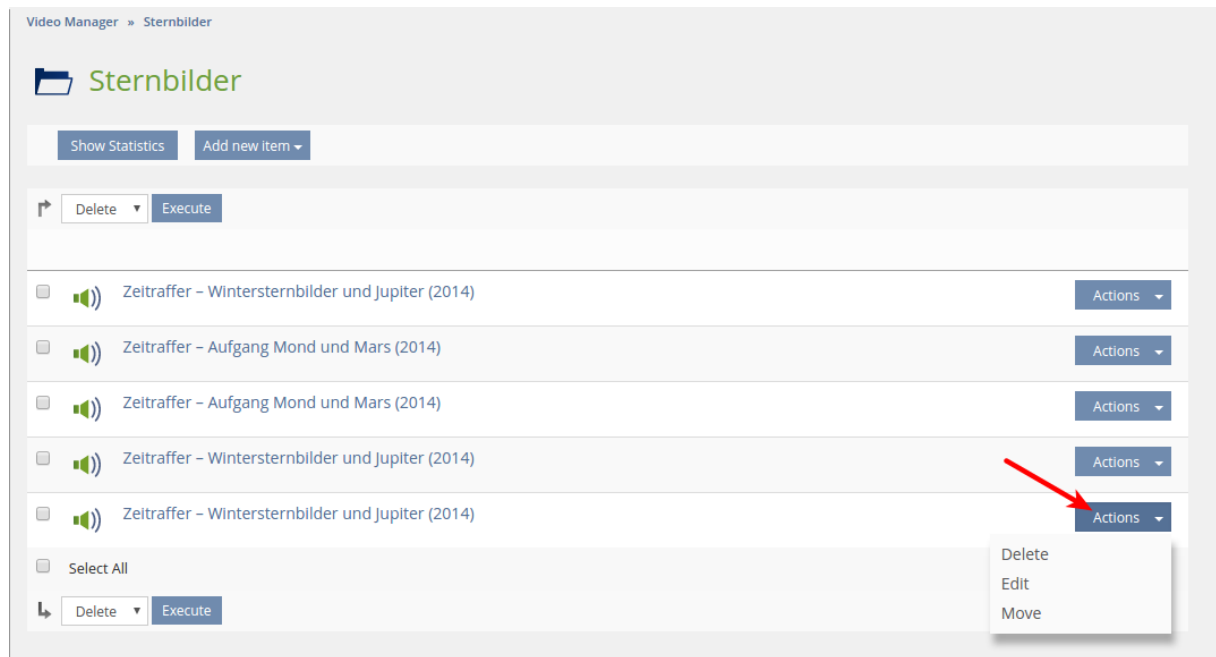 Video Manager » Sternbilder
Sternbilder
Show Statistics Add new item
Delete Execute
Zeitraffer – Wintersternbilder und Jupiter (2014) Actions
Zeitraffer – Aufgang Mond und Mars (2014) Actions
Zeitraffer – Aufgang Mond und Mars (2014) Actions
Zeitraffer – Wintersternbilder und Jupiter (2014) Actions
Zeitraffer – Wintersternbilder und Jupiter (2014) Actions
Delete
Edit
Move
Select All
Delete Execute